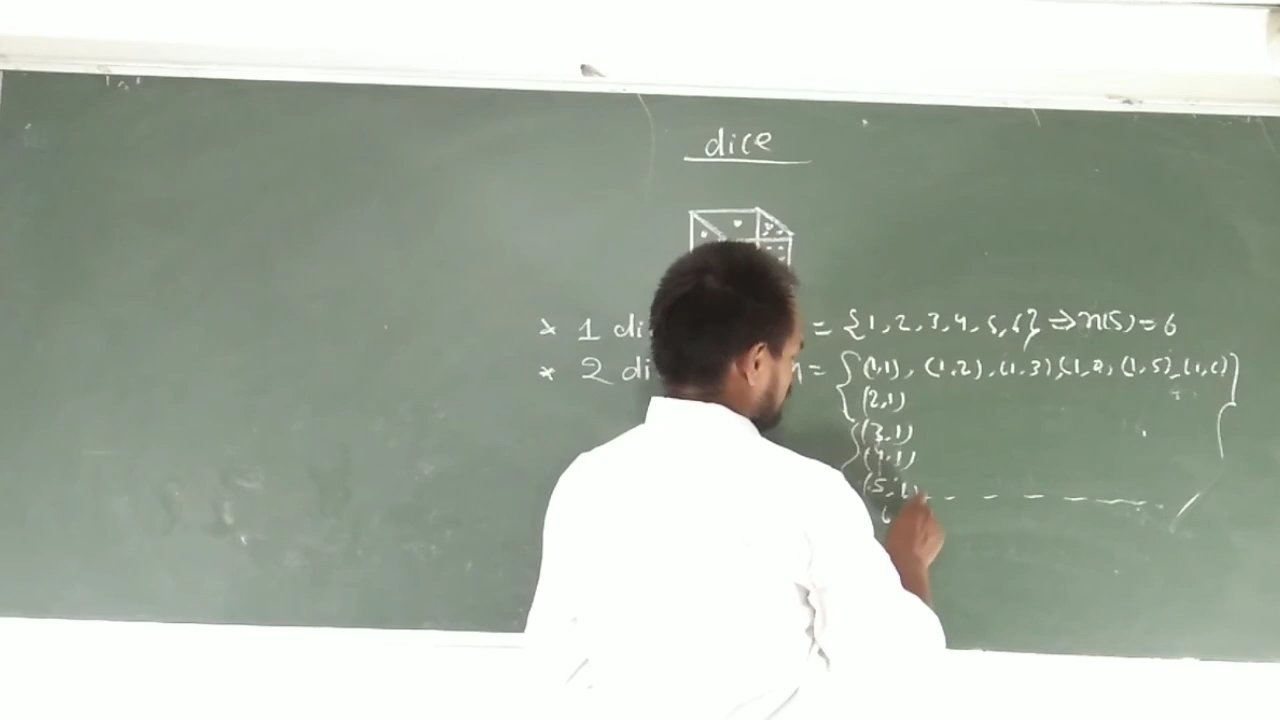 dice
* 1 di = {1, 2, 3, 4, 5, 6} ⇒ n(S) = 6
* 2 di = {(1,1), (1,2), (1,3), (1,4), (1,5), (1,6)}
(2,1)
(3,1)
(4,1)
(5,1) - - - - - -
6